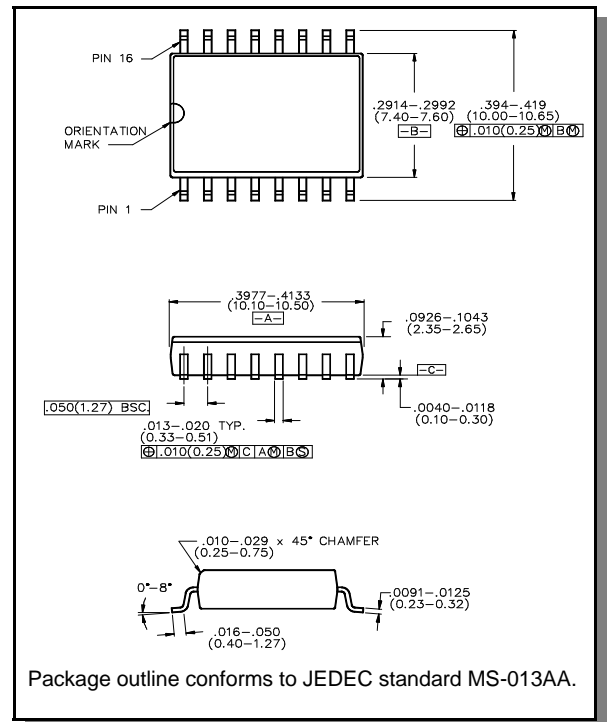 PIN 16
.2914–.2992
(7.40–7.60)
-B-
.394–.419
(10.00–10.65)
⌖ .010(0.25)Ⓜ B Ⓜ
ORIENTATION
MARK
PIN 1
.3977–.4133
(10.10–10.50)
-A-
.0926–.1043
(2.35–2.65)
-C-
.050(1.27) BSC.
.0040–.0118
(0.10–0.30)
.013–.020 TYP.
(0.33–0.51)
⌖ .010(0.25)Ⓜ C A Ⓜ B Ⓢ
.010–.029 x 45° CHAMFER
(0.25–0.75)
0°–8°
.0091–.0125
(0.23–0.32)
.016–.050
(0.40–1.27)
Package outline conforms to JEDEC standard MS-013AA.